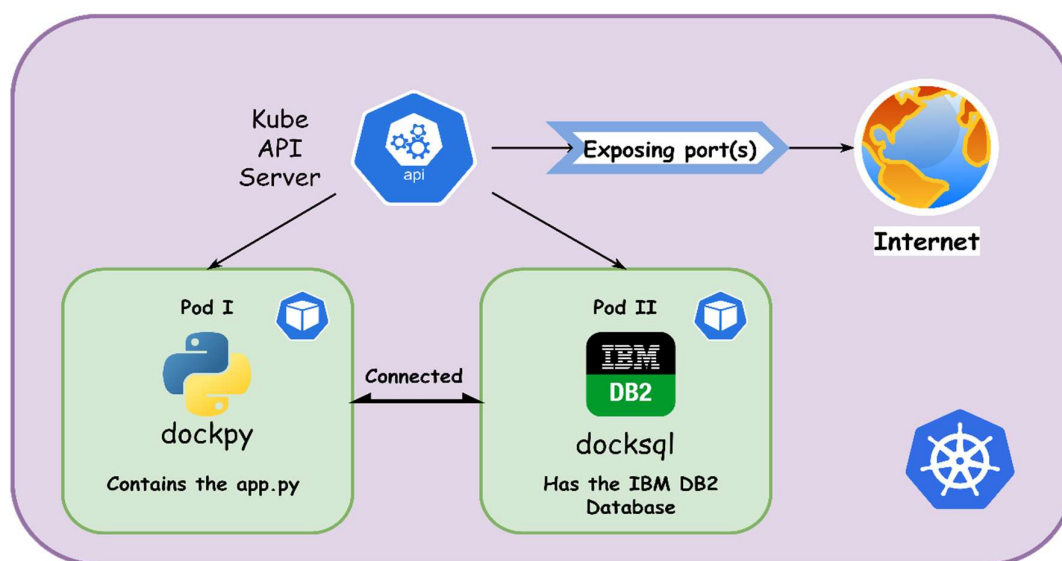 Kube
API
Server
api
Exposing port(s)
Internet
Pod I
dockpy
Contains the app.py
Connected
Pod II
IBM
DB2
docksql
Has the IBM DB2
Database